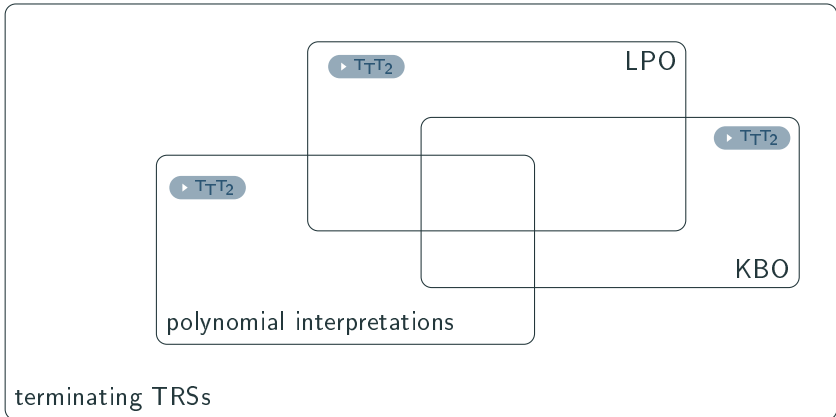 TTT2 LPO
TTT2
TTT2
KBO
polynomial interpretations
terminating TRSs